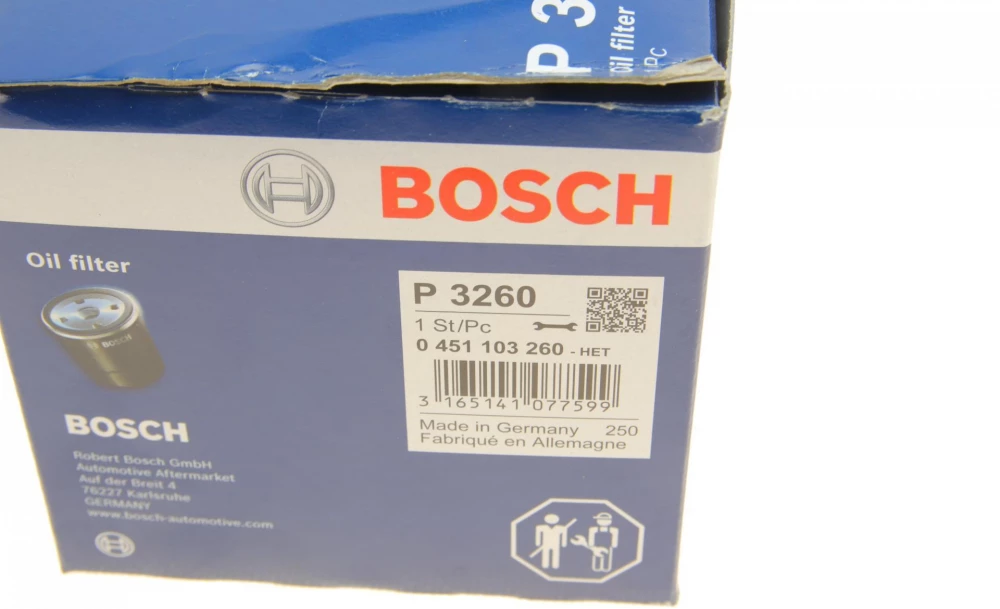 P 3
Oil filter
Pc
BOSCH
Oil filter
BOSCH
P 3260
1 St/Pc
0 451 103 260 - HET
3 165141 077599
Made in Germany 250
Fabriqué en Allemagne
BOSCH
Robert Bosch GmbH
Automotive Aftermarket
Auf der Breit 4
76227 Karlsruhe
GERMANY
www.bosch-automotive.com